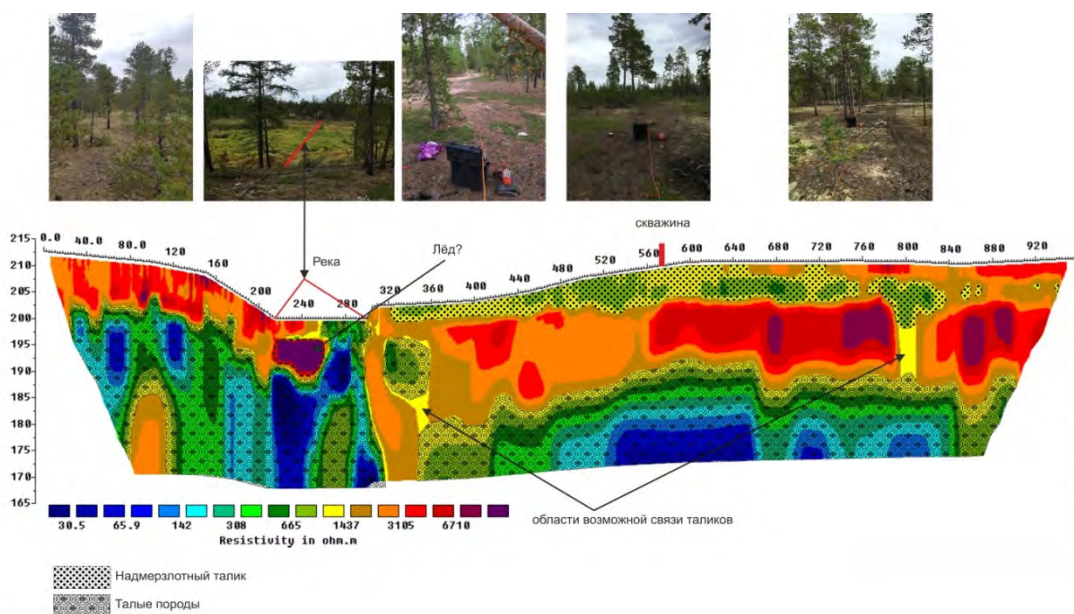 скважина
215 0.0 40.0 80.0 120 160 200 240 280 320 360 400 440 480 520 560 600 640 680 720 760 800 840 880 920
Лёд?
Река
210
205
200
195
190
185
180
175
170
165
30.5 65.9 142 308 665 1437 3105 6710
Resistivity in ohm.m
области возможной связи таликов
Надмерзлотный талик
Талые породы